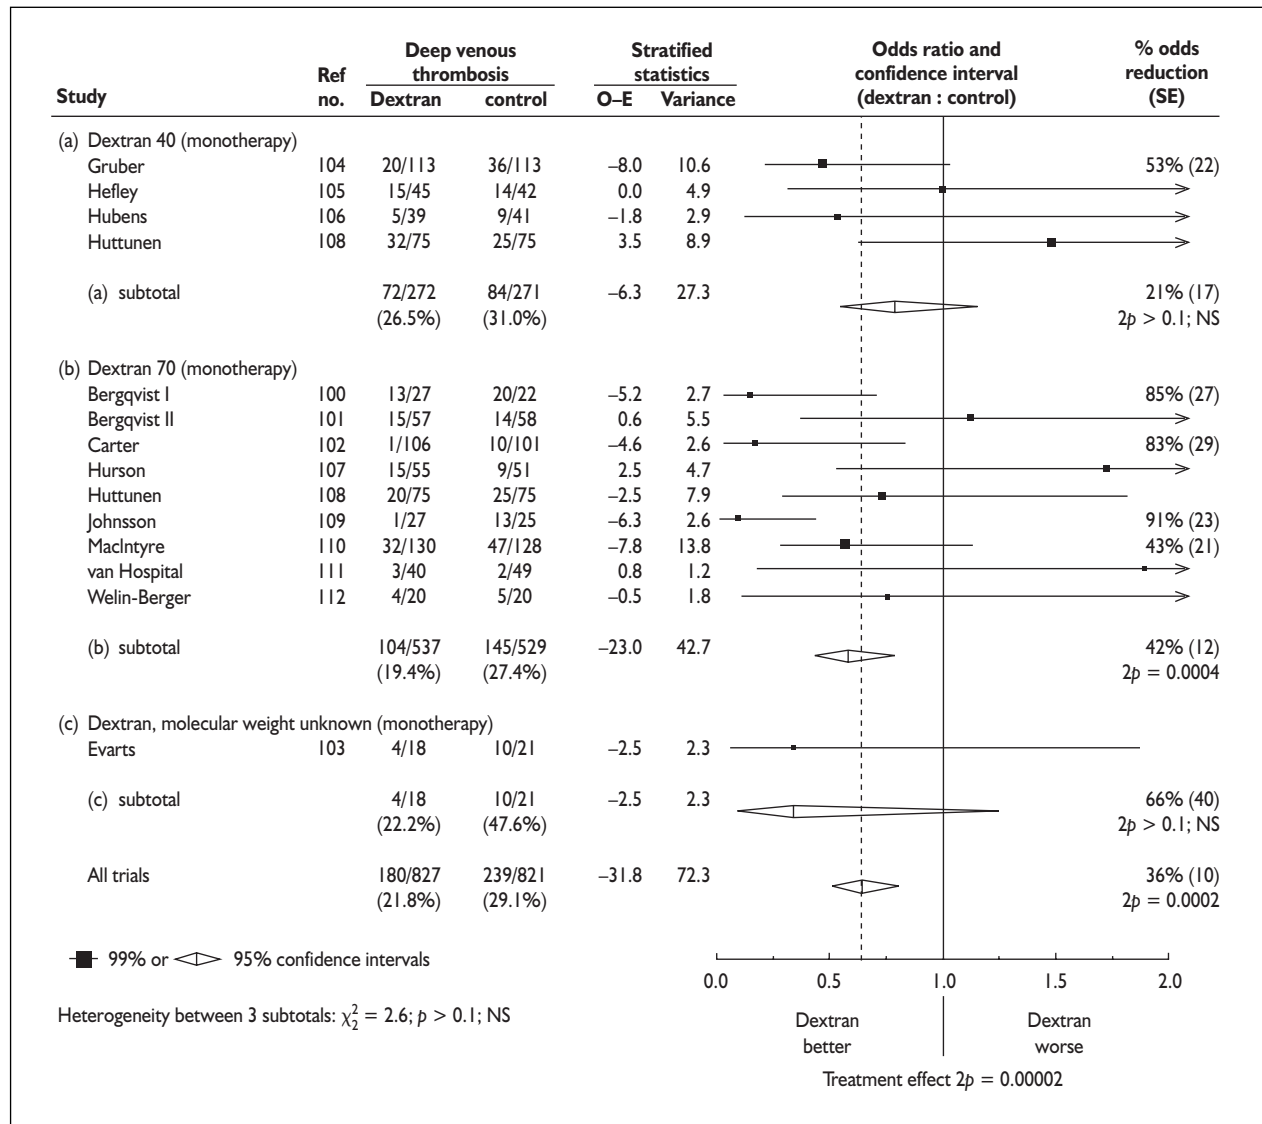 Deep venous Stratified Odds ratio and % odds
Ref thrombosis statistics confidence interval reduction
Study no. Dextran control O–E Variance (dextran : control) (SE)
(a) Dextran 40 (monotherapy)
Gruber 104 20/113 36/113 –8.0 10.6 53% (22)
Hefley 105 15/45 14/42 0.0 4.9
Hubens 106 5/39 9/41 –1.8 2.9
Huttunen 108 32/75 25/75 3.5 8.9
(a) subtotal 72/272 84/271 –6.3 27.3 21% (17)
(26.5%) (31.0%) 2p > 0.1; NS
(b) Dextran 70 (monotherapy)
Bergqvist I 100 13/27 20/22 –5.2 2.7 85% (27)
Bergqvist II 101 15/57 14/58 0.6 5.5
Carter 102 1/106 10/101 –4.6 2.6 83% (29)
Hurson 107 15/55 9/51 2.5 4.7
Huttunen 108 20/75 25/75 –2.5 7.9
Johnsson 109 1/27 13/25 –6.3 2.6 91% (23)
MacIntyre 110 32/130 47/128 –7.8 13.8 43% (21)
van Hospital 111 3/40 2/49 0.8 1.2
Welin-Berger 112 4/20 5/20 –0.5 1.8
(b) subtotal 104/537 145/529 –23.0 42.7 42% (12)
(19.4%) (27.4%) 2p = 0.0004
(c) Dextran, molecular weight unknown (monotherapy)
Evarts 103 4/18 10/21 –2.5 2.3
(c) subtotal 4/18 10/21 –2.5 2.3 66% (40)
(22.2%) (47.6%) 2p > 0.1; NS
All trials 180/827 239/821 –31.8 72.3 36% (10)
(21.8%) (29.1%) 2p = 0.0002
99% or 95% confidence intervals
0.0 0.5 1.0 1.5 2.0
Heterogeneity between 3 subtotals: χ²₂ = 2.6; p > 0.1; NS
Dextran Dextran
better worse
Treatment effect 2p = 0.00002